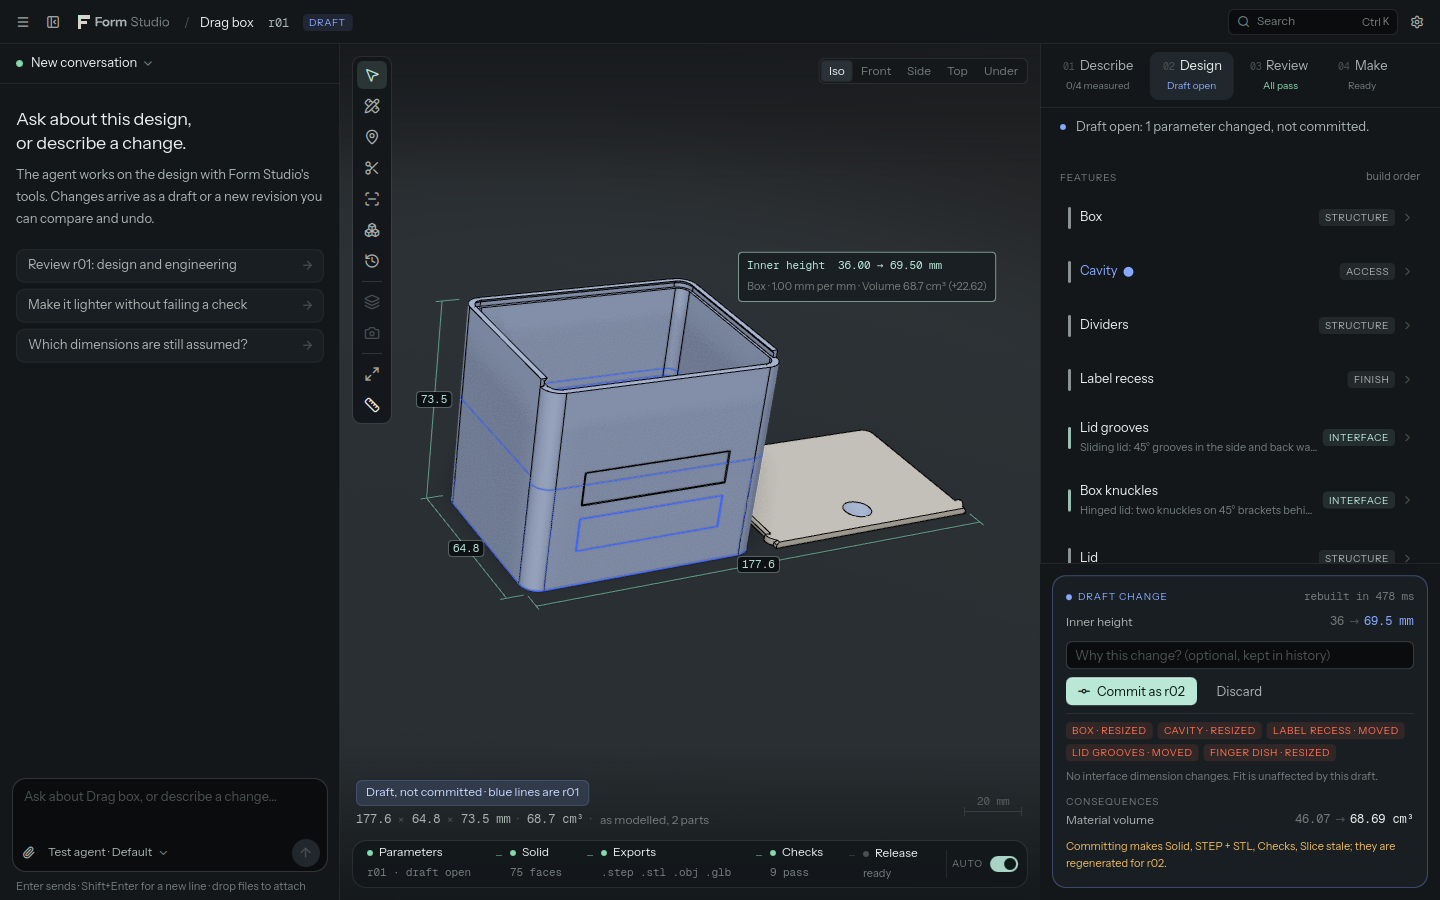 Form Studio / Drag box r01 DRAFT
Search Ctrl K
New conversation
Ask about this design,
or describe a change.
The agent works on the design with Form Studio's
tools. Changes arrive as a draft or a new revision you
can compare and undo.
Review r01: design and engineering →
Make it lighter without failing a check →
Which dimensions are still assumed? →
Ask about Drag box, or describe a change...
Test agent · Default
Enter sends · Shift+Enter for a new line · drop files to attach
Iso Front Side Top Under
Inner height 36.00 → 69.50 mm
Box · 1.00 mm per mm · Volume 68.7 cm³ (+22.62)
73.5
64.8
177.6
Draft, not committed · blue lines are r01
20 mm
177.6 × 64.8 × 73.5 mm · 68.7 cm³ · as modelled, 2 parts
Parameters
r01 · draft open
Solid
75 faces
Exports
.step .stl .obj .glb
Checks
9 pass
Release
ready
AUTO
01 Describe
0/4 measured
02 Design
Draft open
03 Review
All pass
04 Make
Ready
Draft open: 1 parameter changed, not committed.
FEATURES build order
Box STRUCTURE
Cavity ACCESS
Dividers STRUCTURE
Label recess FINISH
Lid grooves INTERFACE
Sliding lid: 45° grooves in the side and back wa...
Box knuckles INTERFACE
Hinged lid: two knuckles on 45° brackets behi...
Lid STRUCTURE
DRAFT CHANGE rebuilt in 478 ms
Inner height 36 → 69.5 mm
Why this change? (optional, kept in history)
Commit as r02 Discard
BOX · RESIZED CAVITY · RESIZED LABEL RECESS · MOVED
LID GROOVES · MOVED FINGER DISH · RESIZED
No interface dimension changes. Fit is unaffected by this draft.
CONSEQUENCES
Material volume 46.07 → 68.69 cm³
Committing makes Solid, STEP + STL, Checks, Slice stale; they are
regenerated for r02.